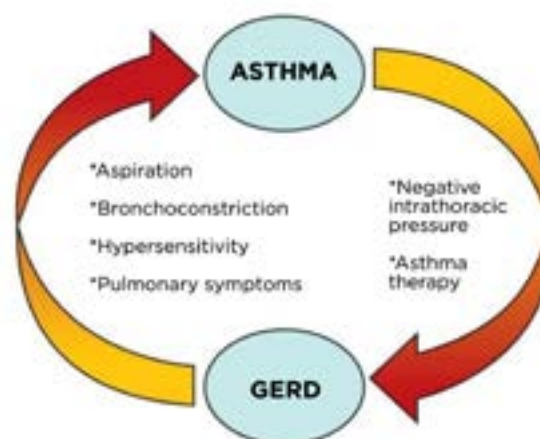 ASTHMA
*Aspiration
*Bronchoconstriction
*Hypersensitivity
*Pulmonary symptoms
*Negative
intrathoracic
pressure
*Asthma
therapy
GERD